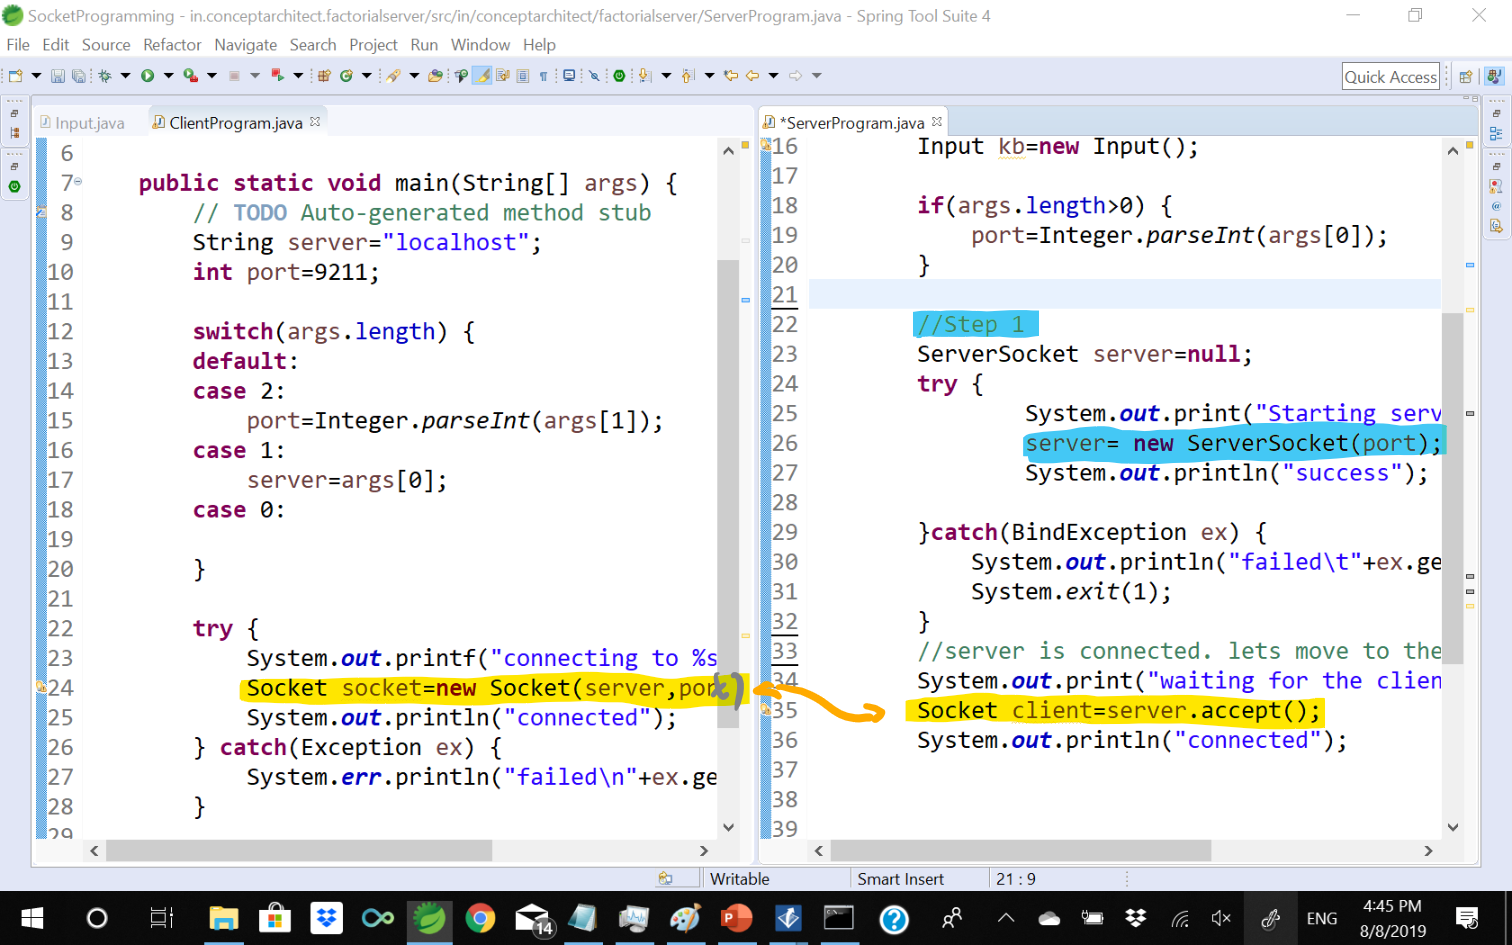 SocketProgramming - in.conceptarchitect.factorialserver/src/in/conceptarchitect/factorialserver/ServerProgram.java - Spring Tool Suite 4
File Edit Source Refactor Navigate Search Project Run Window Help
Quick Access
Input.java ClientProgram.java
6
7 public static void main(String[] args) {
8 // TODO Auto-generated method stub
9 String server="localhost";
10 int port=9211;
11
12 switch(args.length) {
13 default:
14 case 2:
15 port=Integer.parseInt(args[1]);
16 case 1:
17 server=args[0];
18 case 0:
19
20 }
21
22 try {
23 System.out.printf("connecting to %s
24 Socket socket=new Socket(server,port)
25 System.out.println("connected");
26 } catch(Exception ex) {
27 System.err.println("failed\n"+ex.ge
28 }
29
*ServerProgram.java
16 Input kb=new Input();
17
18 if(args.length>0) {
19 port=Integer.parseInt(args[0]);
20 }
21
22 //Step 1
23 ServerSocket server=null;
24 try {
25 System.out.print("Starting serv
26 server= new ServerSocket(port);
27 System.out.println("success");
28
29 }catch(BindException ex) {
30 System.out.println("failed\t"+ex.ge
31 System.exit(1);
32 }
33 //server is connected. lets move to the
34 System.out.print("waiting for the clien
35 Socket client=server.accept();
36 System.out.println("connected");
37
38
39
Writable Smart Insert 21 : 9
14 ENG 4:45 PM
8/8/2019